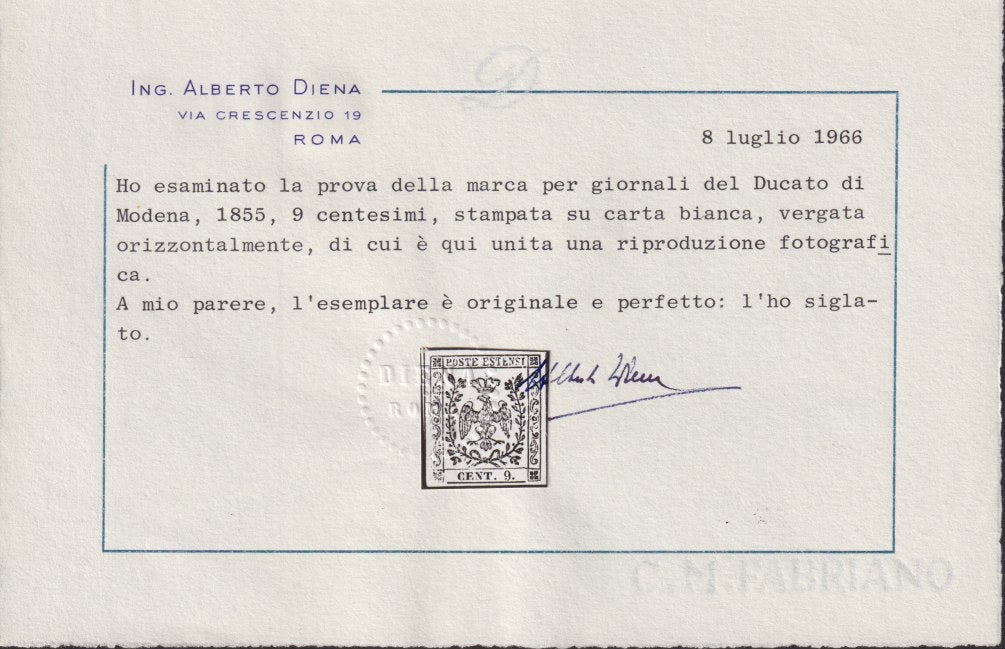 ING. ALBERTO DIENA
VIA CRESCENZIO 19
ROMA
8 luglio 1966
Ho esaminato la prova della marca per giornali del Ducato di
Modena, 1855, 9 centesimi, stampata su carta bianca, vergata
orizzontalmente, di cui è qui unita una riproduzione fotografi
ca.
A mio parere, l'esemplare è originale e perfetto: l'ho sigla-
to.
POSTE ESTENSI
CENT. 9.
Alberto Diena
C.M.FABRIANO